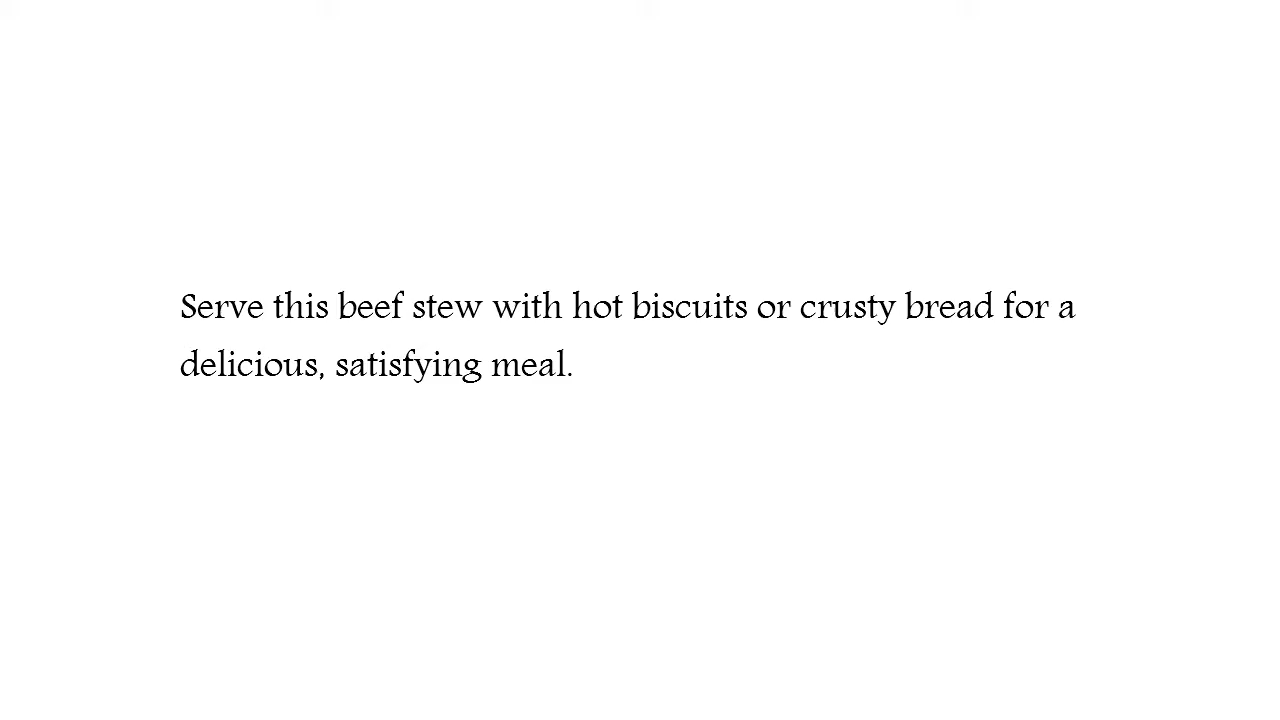 Serve this beef stew with hot biscuits or crusty bread for a
delicious, satisfying meal.